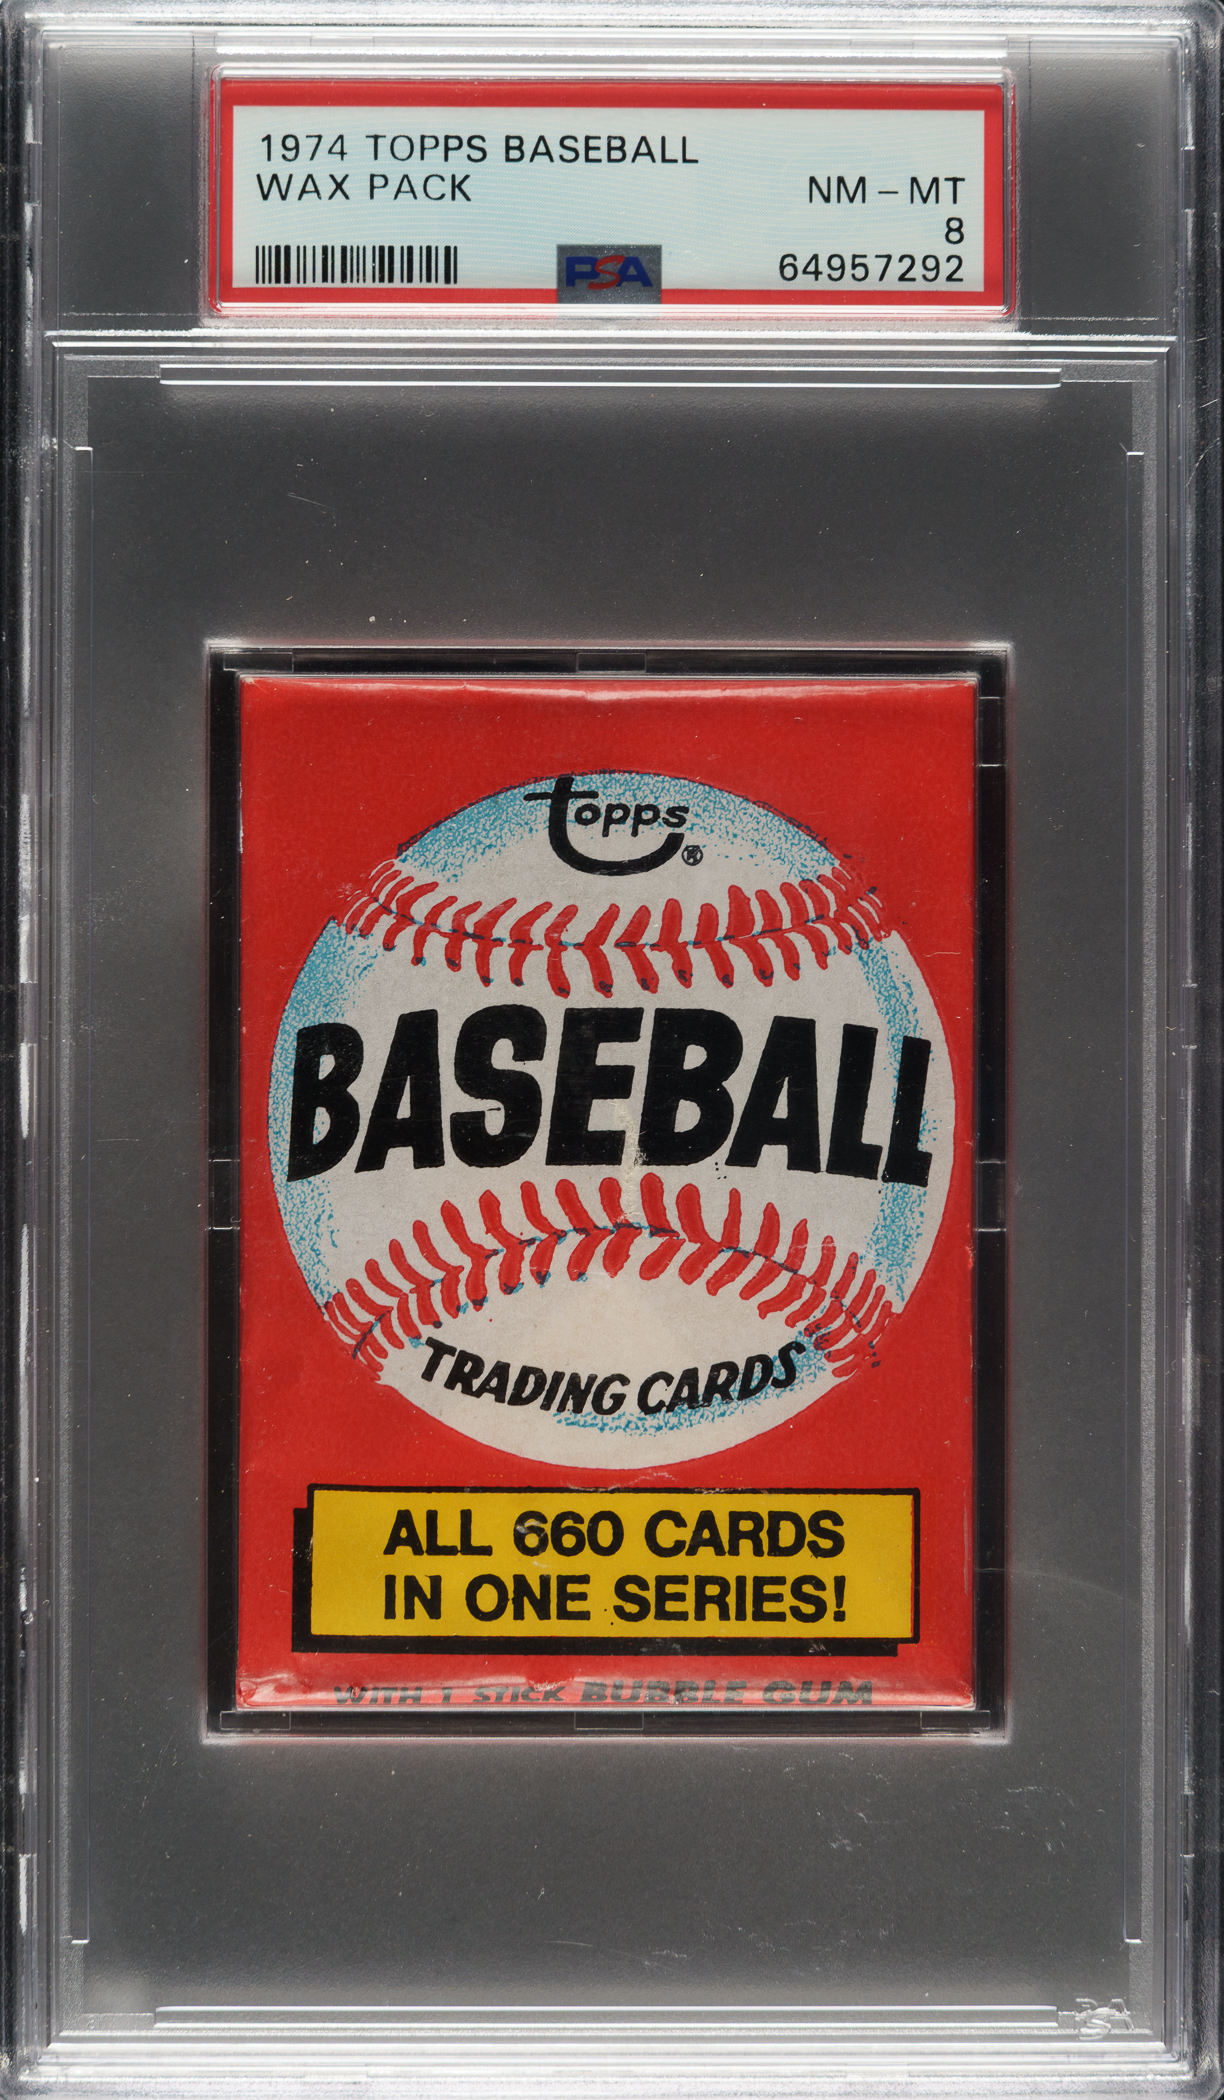 1974 TOPPS BASEBALL
WAX PACK
NM – MT
8
PSA
64957292
topps®
BASEBALL
TRADING CARDS
ALL 660 CARDS
IN ONE SERIES!
WITH 1 STICK BUBBLE GUM
PSA